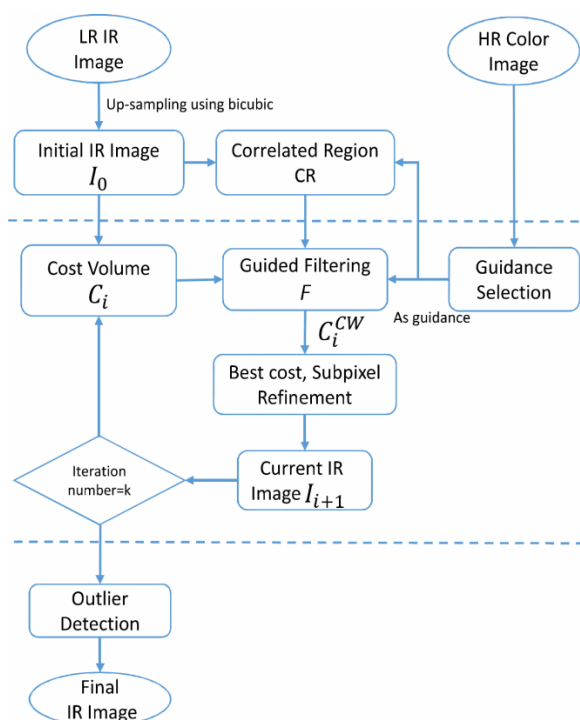 LR IR
Image
HR Color
Image
Up-sampling using bicubic
Initial IR Image
I₀
Correlated Region
CR
Cost Volume
Cᵢ
Guided Filtering
F
Guidance
Selection
As guidance
Cᵢᶜᵂ
Best cost, Subpixel
Refinement
Iteration
number=k
Current IR
Image Iᵢ₊₁
Outlier
Detection
Final
IR Image